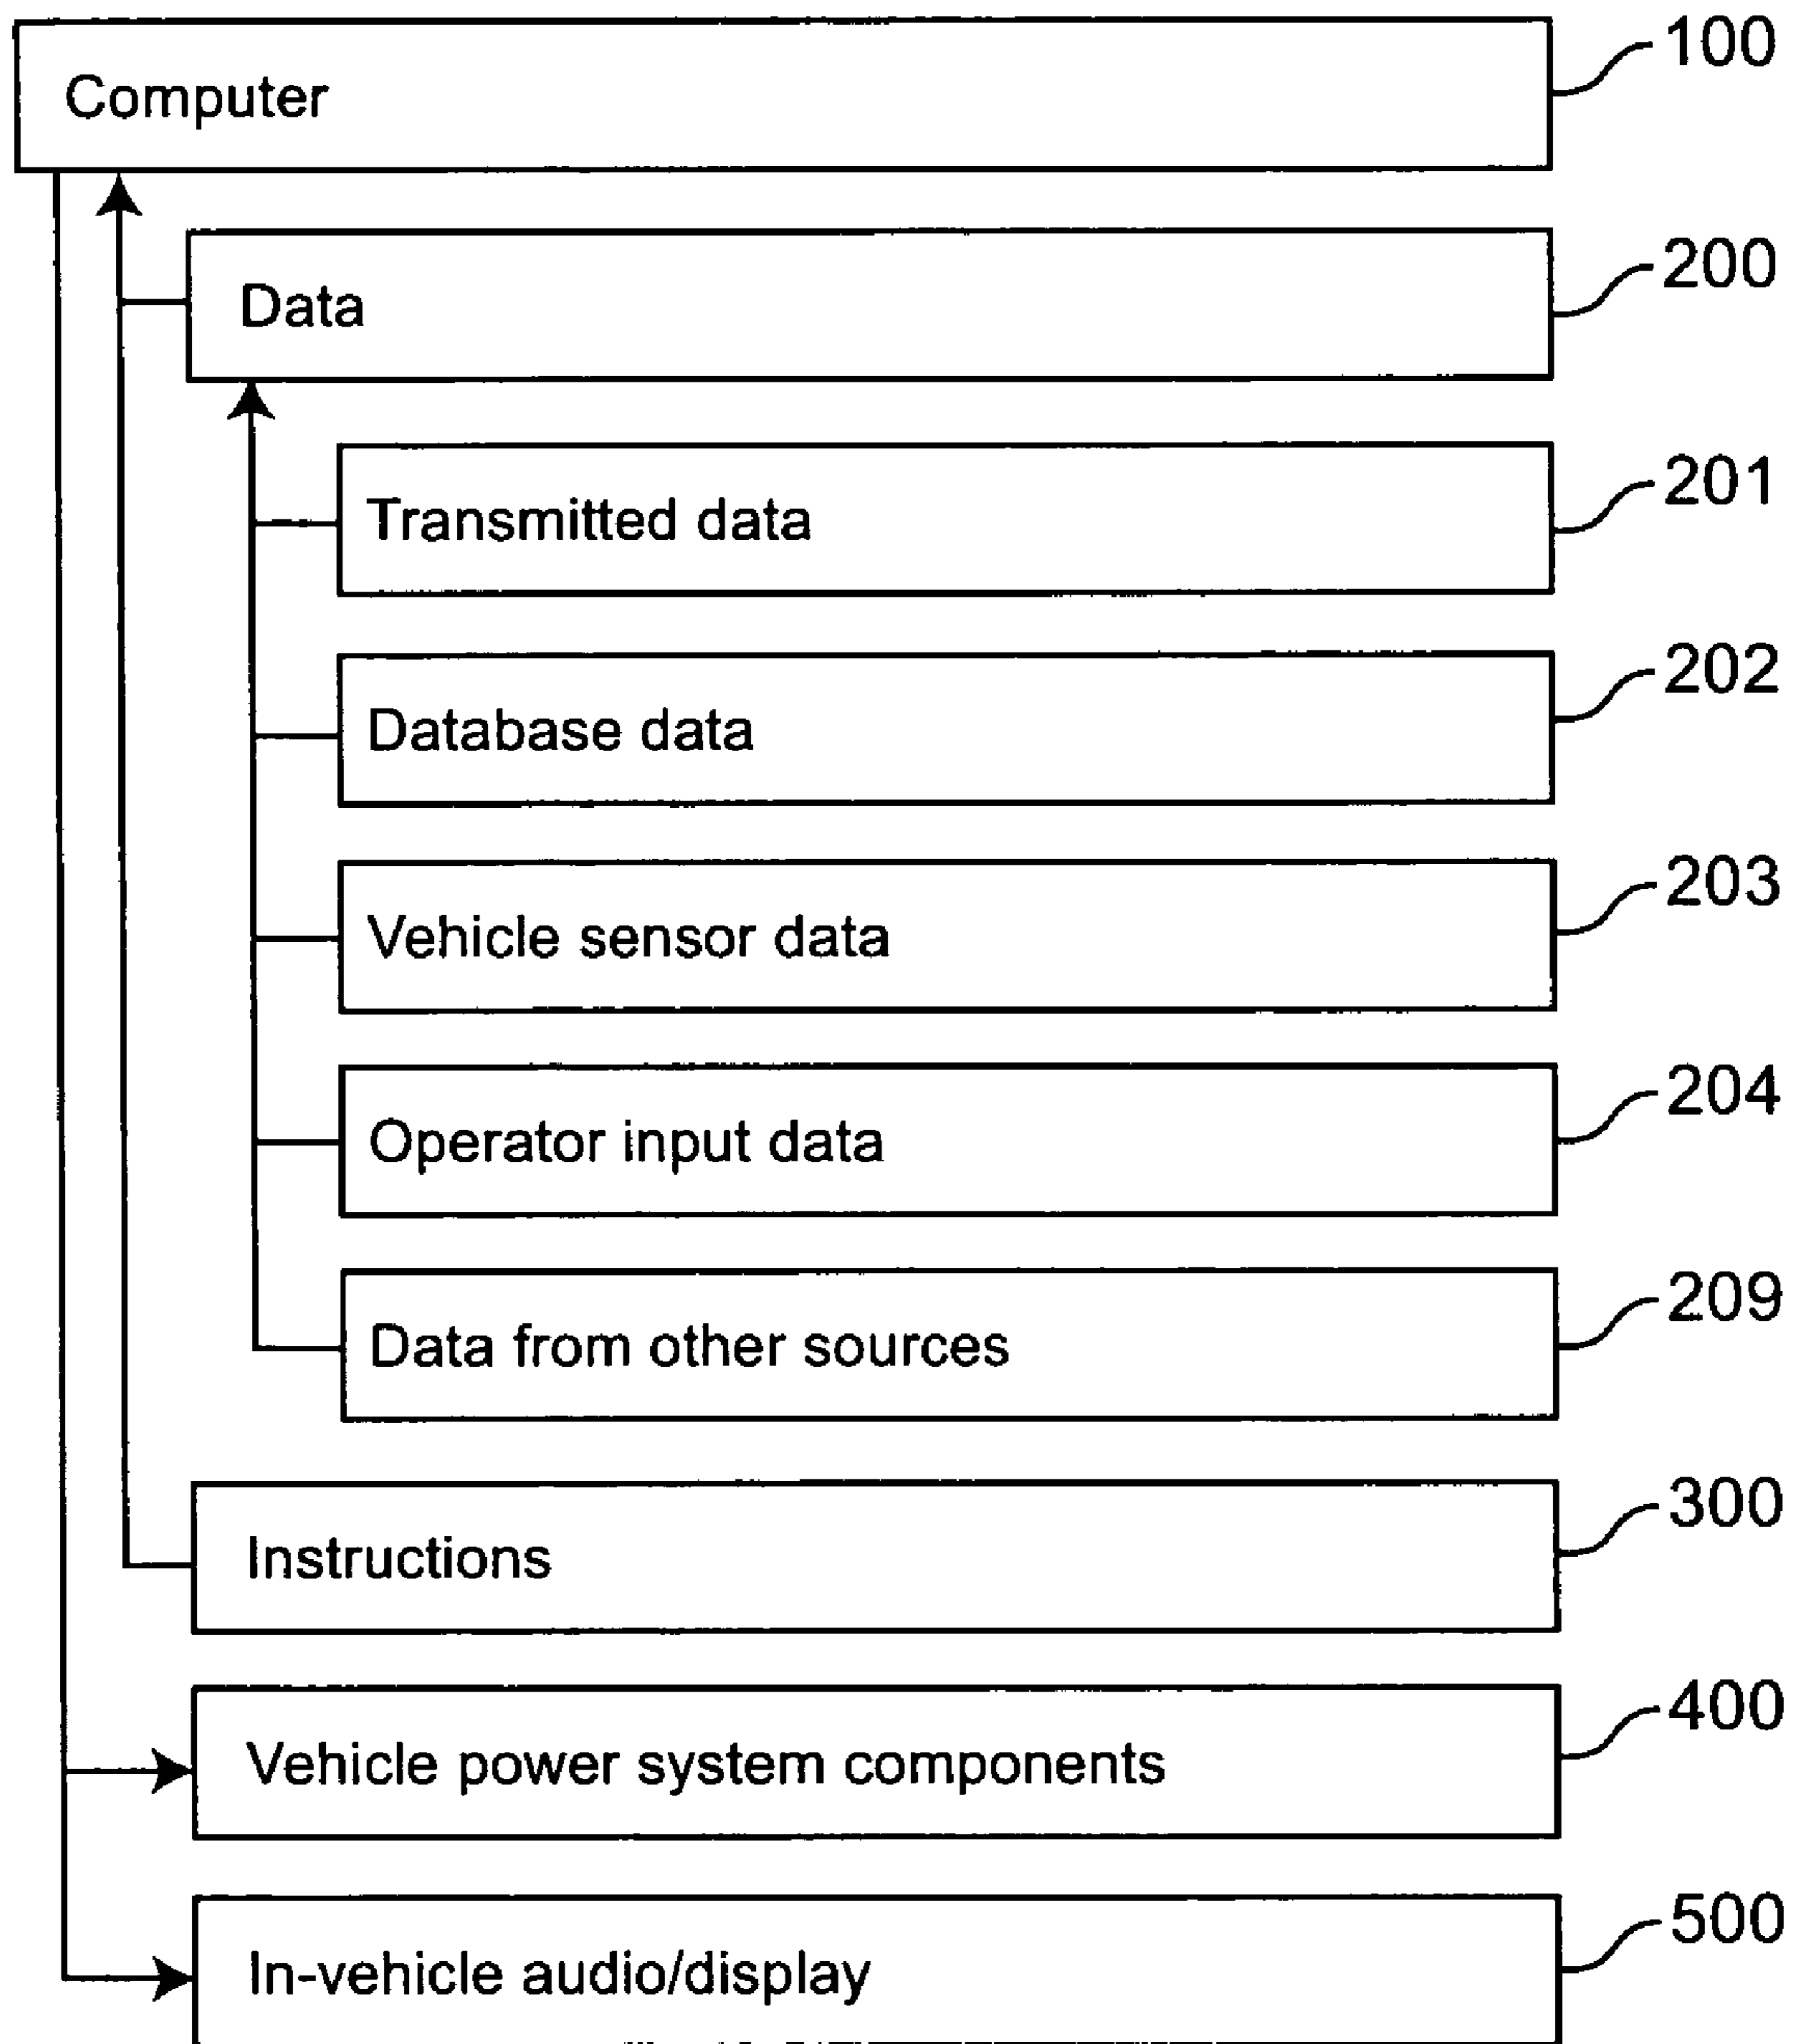 Computer 100
Data 200
Transmitted data 201
Database data 202
Vehicle sensor data 203
Operator input data 204
Data from other sources 209
Instructions 300
Vehicle power system components 400
In-vehicle audio/display 500